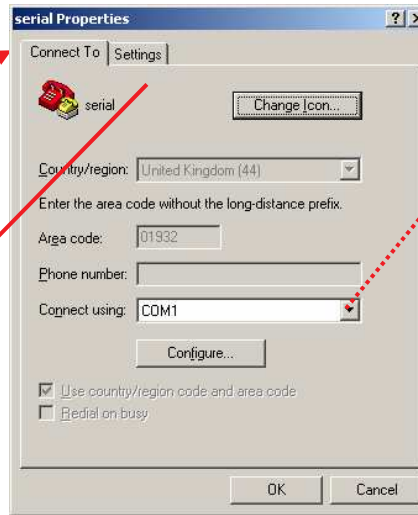 serial Properties
Connect To Settings
serial
Change Icon...
Country/region: United Kingdom (44)
Enter the area code without the long-distance prefix.
Area code: 01932
Phone number:
Connect using: COM1
Configure...
Use country/region code and area code
Redial on busy
OK Cancel